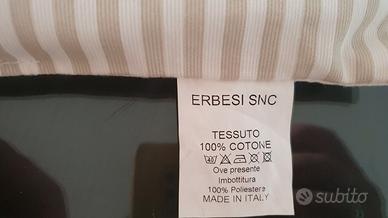 ERBESI SNC
TESSUTO
100% COTONE
Ove presente
Imbottitura
100% Poliestere
MADE IN ITALY
subito